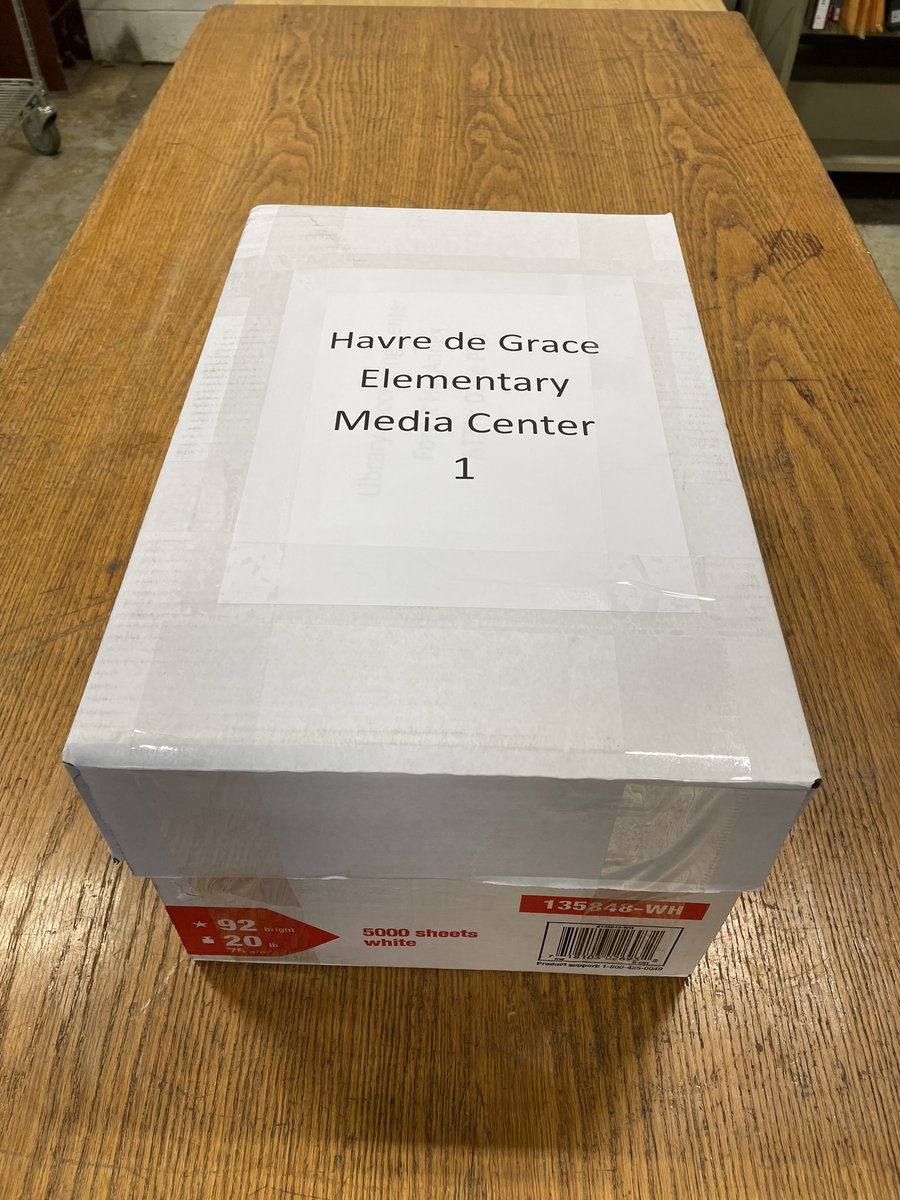 Havre de Grace
Elementary
Media Center
1
135848-WH
92 bright
20 lb
5000 sheets
white
Product support: 1-800-425-0049